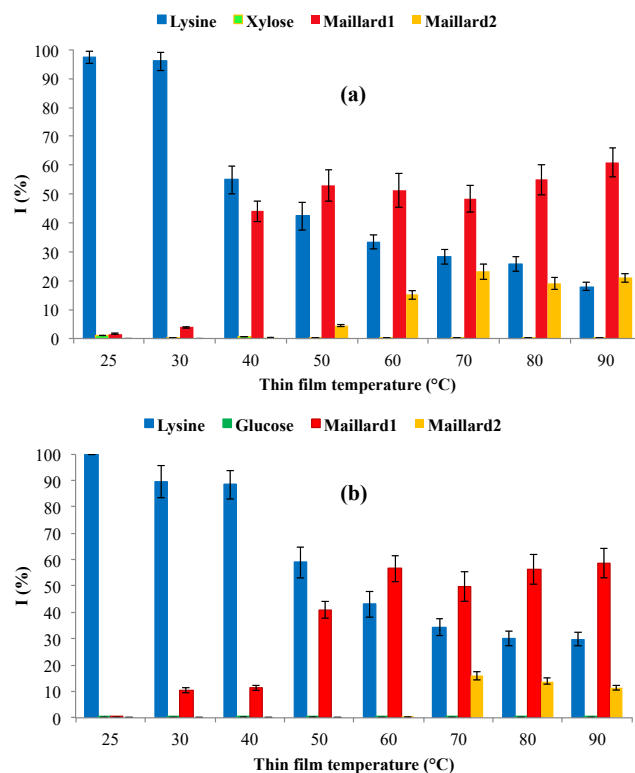 Lysine Xylose Maillard1 Maillard2
(a)
I (%)
100
90
80
70
60
50
40
30
20
10
0
25 30 40 50 60 70 80 90
Thin film temperature (°C)
Lysine Glucose Maillard1 Maillard2
(b)
I (%)
100
90
80
70
60
50
40
30
20
10
0
25 30 40 50 60 70 80 90
Thin film temperature (°C)